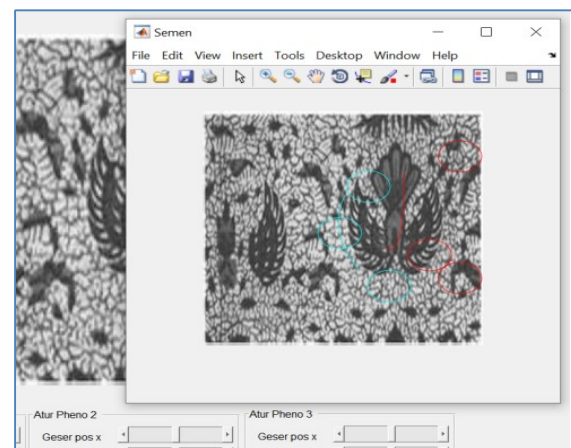 Semen
File Edit View Insert Tools Desktop Window Help
Atur Pheno 2
Atur Pheno 3
Geser pos x
Geser pos x